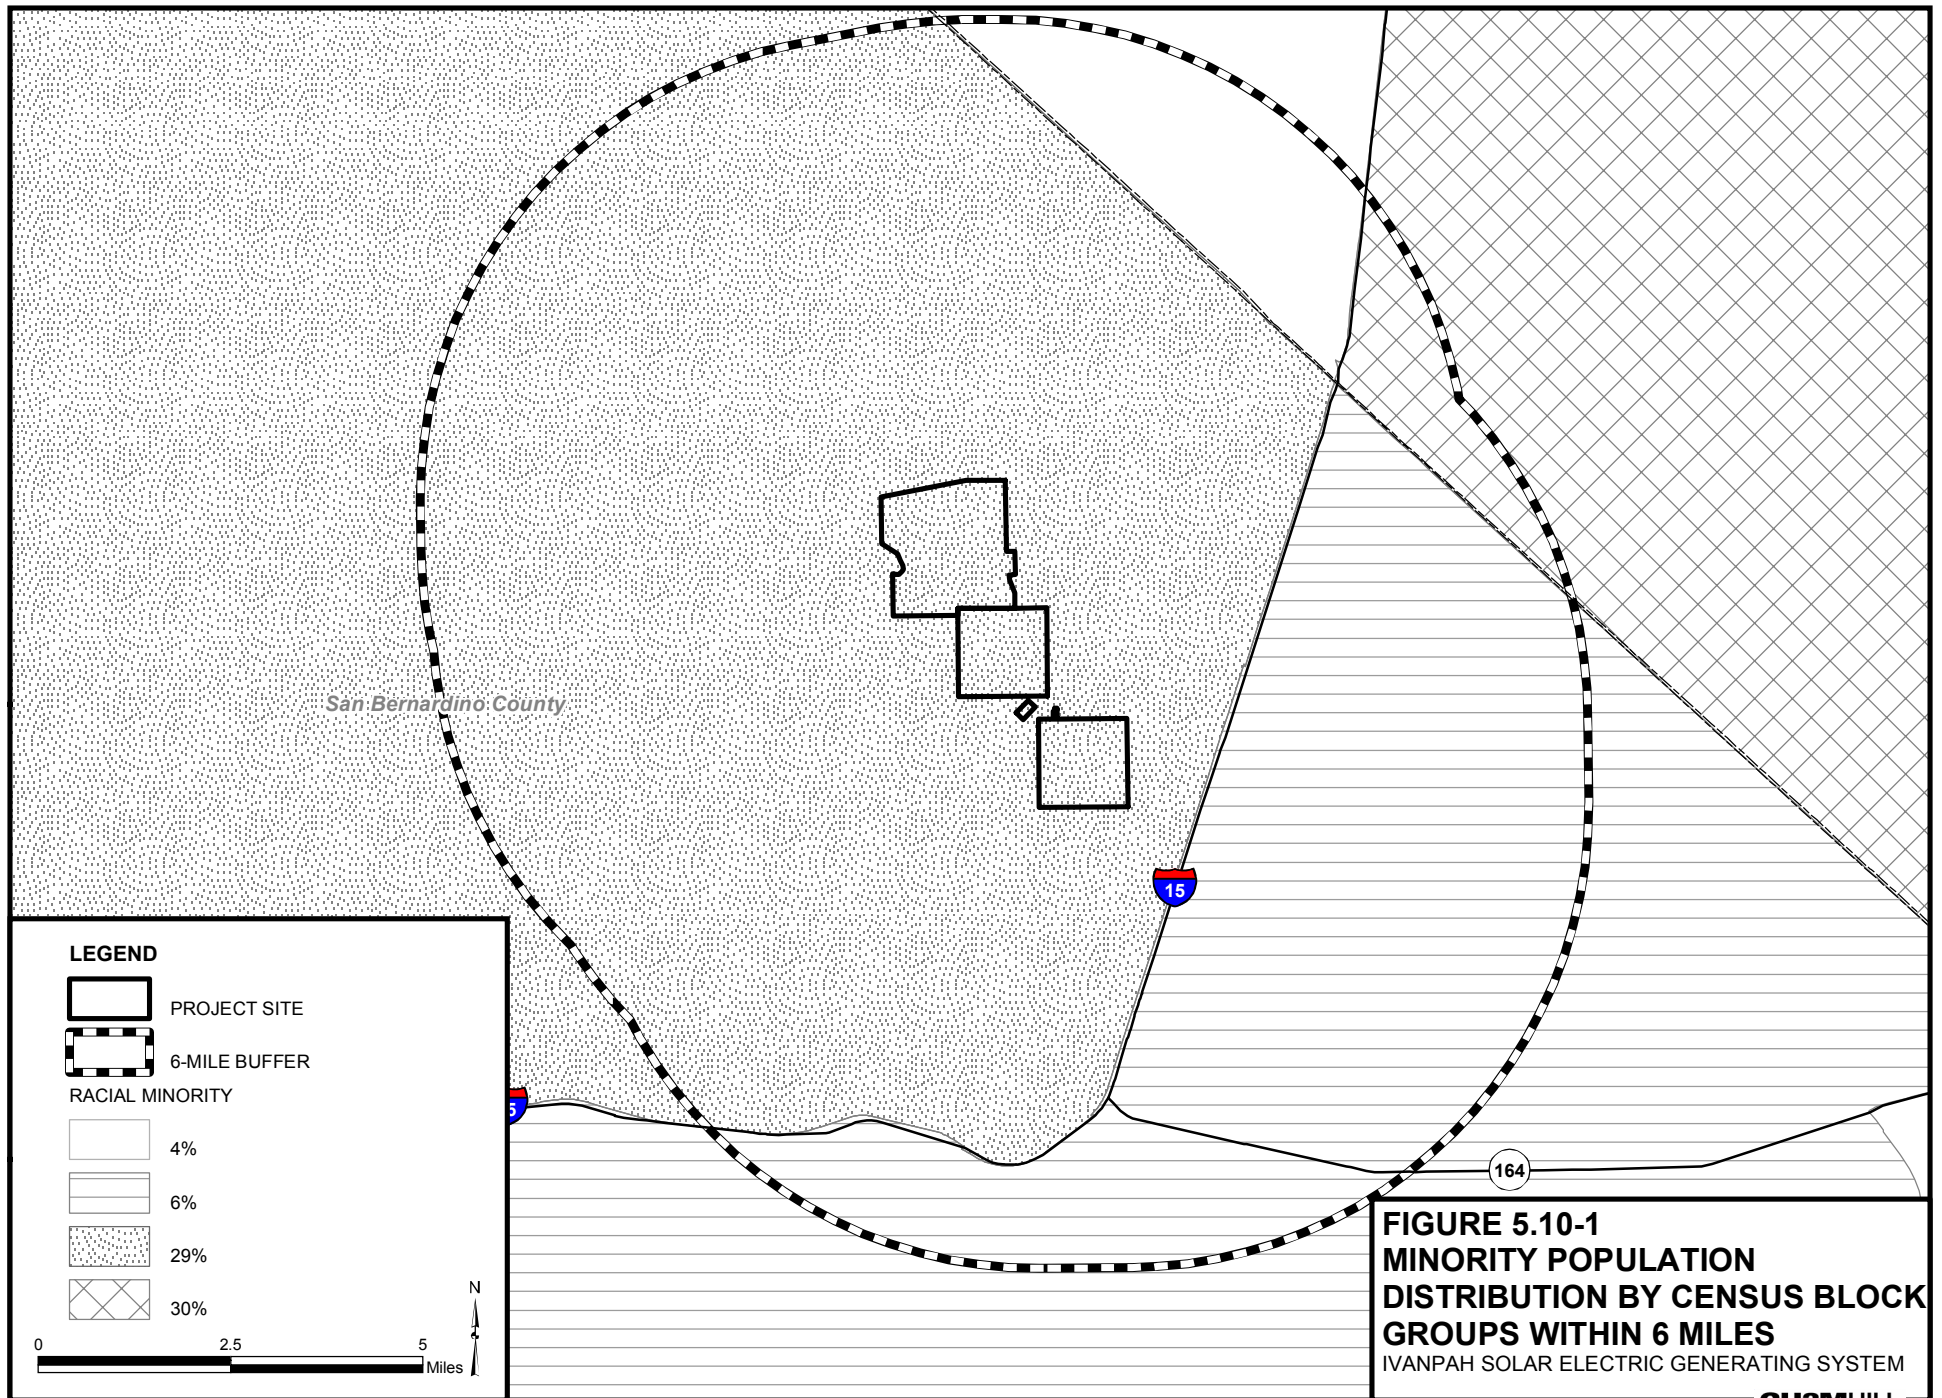 San Bernardino County
15
LEGEND
PROJECT SITE
6-MILE BUFFER
RACIAL MINORITY
5
4%
6%
29%
30%
N
0 2.5 5
Miles
164
FIGURE 5.10-1
MINORITY POPULATION
DISTRIBUTION BY CENSUS BLOCK
GROUPS WITHIN 6 MILES
IVANPAH SOLAR ELECTRIC GENERATING SYSTEM